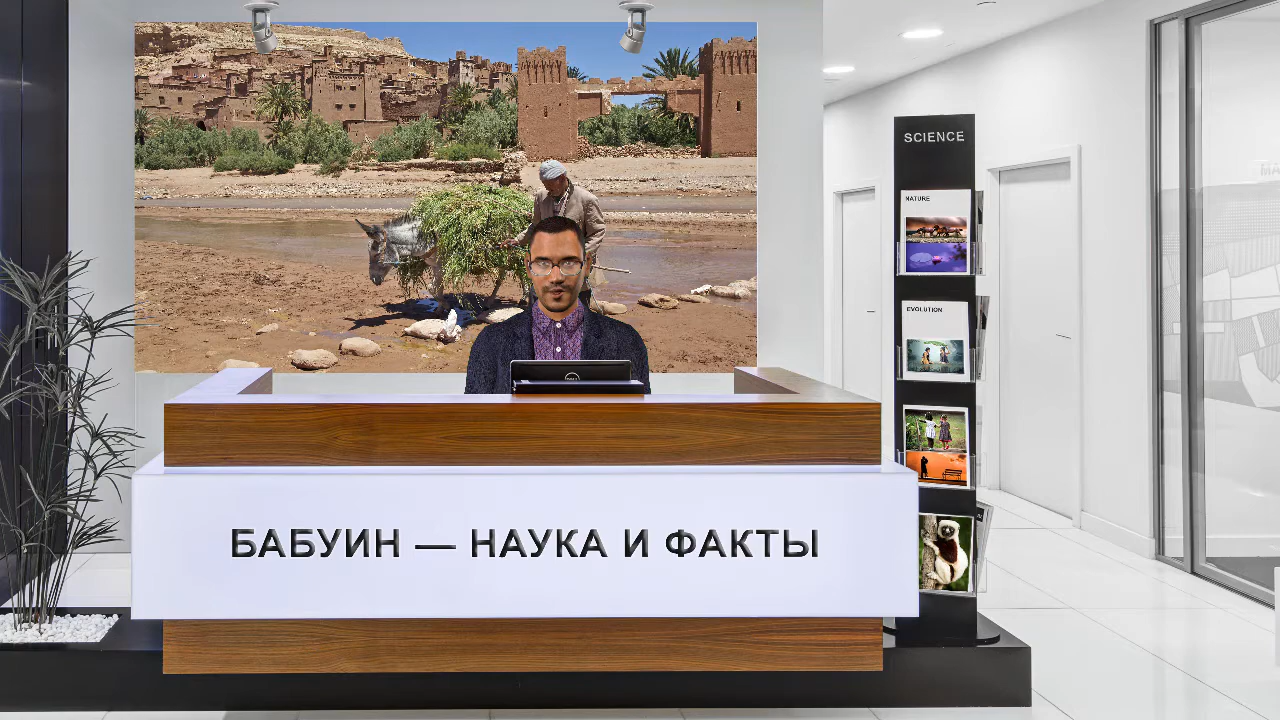 SCIENCE
NATURE
EVOLUTION
БАБУИН — НАУКА И ФАКТЫ